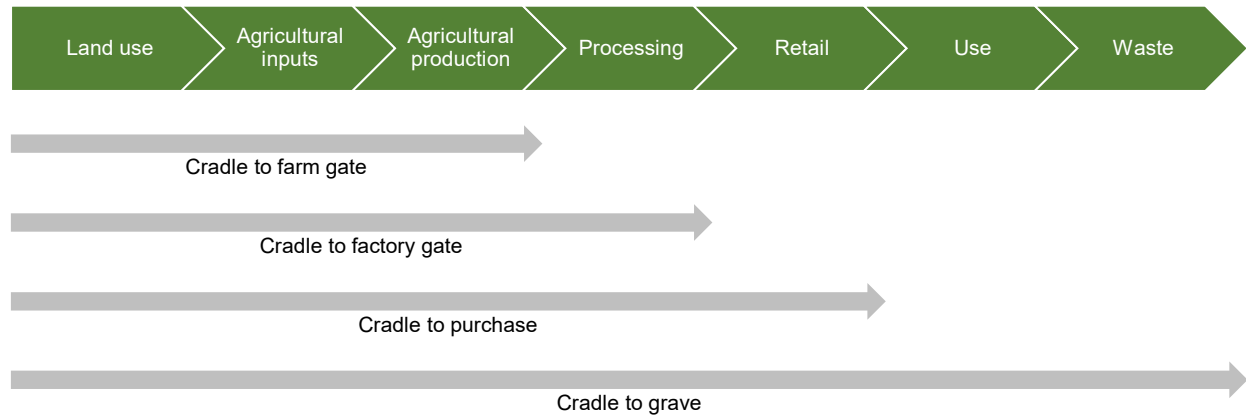 Land use
Agricultural
inputs
Agricultural
production
Processing
Retail
Use
Waste
Cradle to farm gate
Cradle to factory gate
Cradle to purchase
Cradle to grave